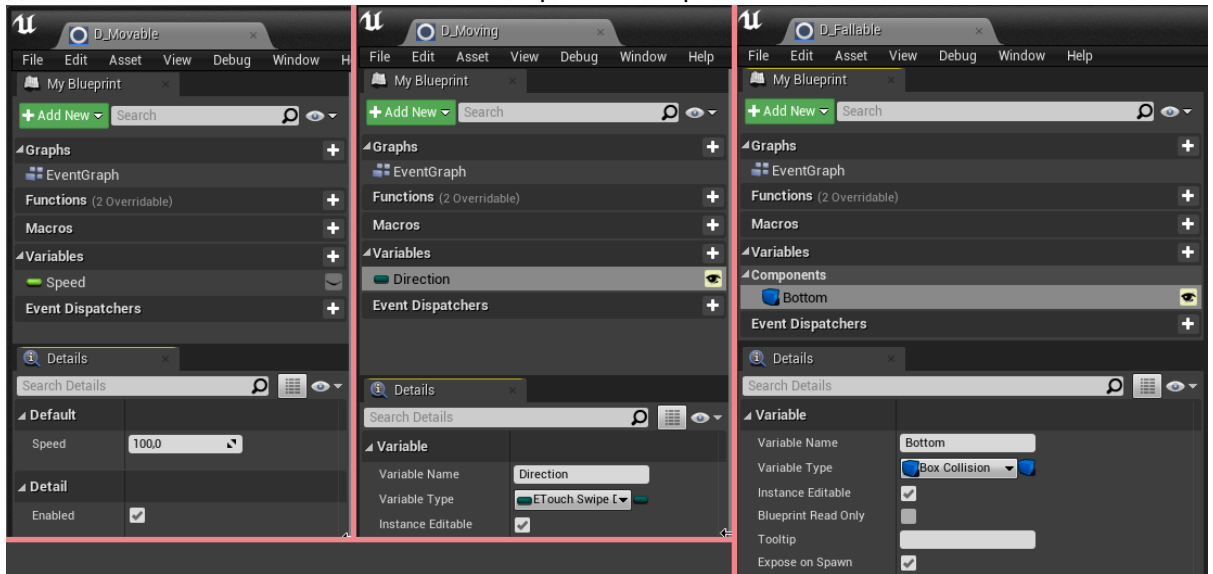 D_Movable
File Edit Asset View Debug Window H
My Blueprint
Add New
Search
Graphs
EventGraph
Functions (2 Overridable)
Macros
Variables
Speed
Event Dispatchers
Details
Search Details
Default
Speed 100,0
Detail
Enabled
D_Moving
File Edit Asset View Debug Window Help
My Blueprint
Add New
Search
Graphs
EventGraph
Functions (2 Overridable)
Macros
Variables
Direction
Event Dispatchers
Details
Search Details
Variable
Variable Name Direction
Variable Type ETouch Swipe D
Instance Editable
D_Fallable
File Edit Asset View Debug Window Help
My Blueprint
Add New
Search
Graphs
EventGraph
Functions (2 Overridable)
Macros
Variables
Components
Bottom
Event Dispatchers
Details
Search Details
Variable
Variable Name Bottom
Variable Type Box Collision
Instance Editable
Blueprint Read Only
Tooltip
Expose on Spawn